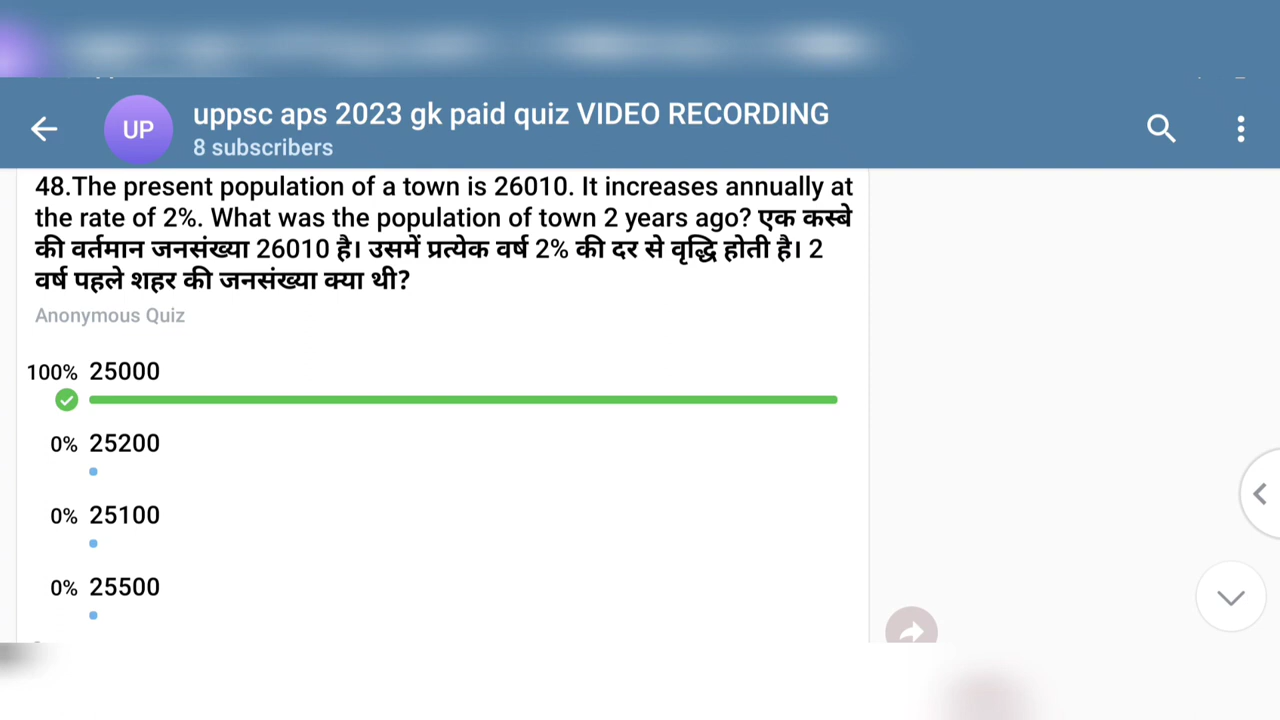 UP
uppsc aps 2023 gk paid quiz VIDEO RECORDING
8 subscribers
48.The present population of a town is 26010. It increases annually at
the rate of 2%. What was the population of town 2 years ago? एक कस्बे
की वर्तमान जनसंख्या 26010 है। उसमें प्रत्येक वर्ष 2% की दर से वृद्धि होती है। 2
वर्ष पहले शहर की जनसंख्या क्या थी?
Anonymous Quiz
100% 25000
0% 25200
0% 25100
0% 25500